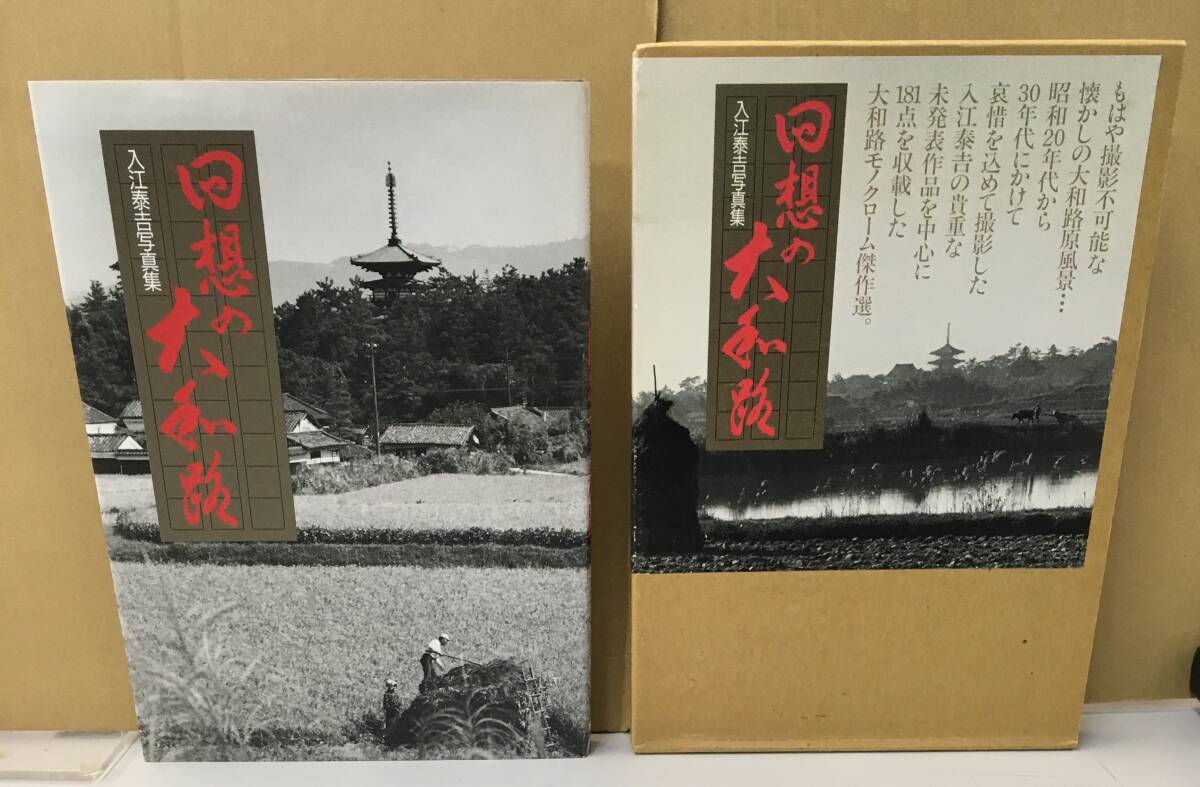 回想の大和路
入江泰吉写真集
もはや撮影不可能な
懐かしの大和路原風景…
昭和20年代から
30年代にかけて
哀惜を込めて撮影した
入江泰吉の貴重な
未発表作品を中心に
181点を収載した
大和路モノクローム傑作選。
回想の大和路
入江泰吉写真集